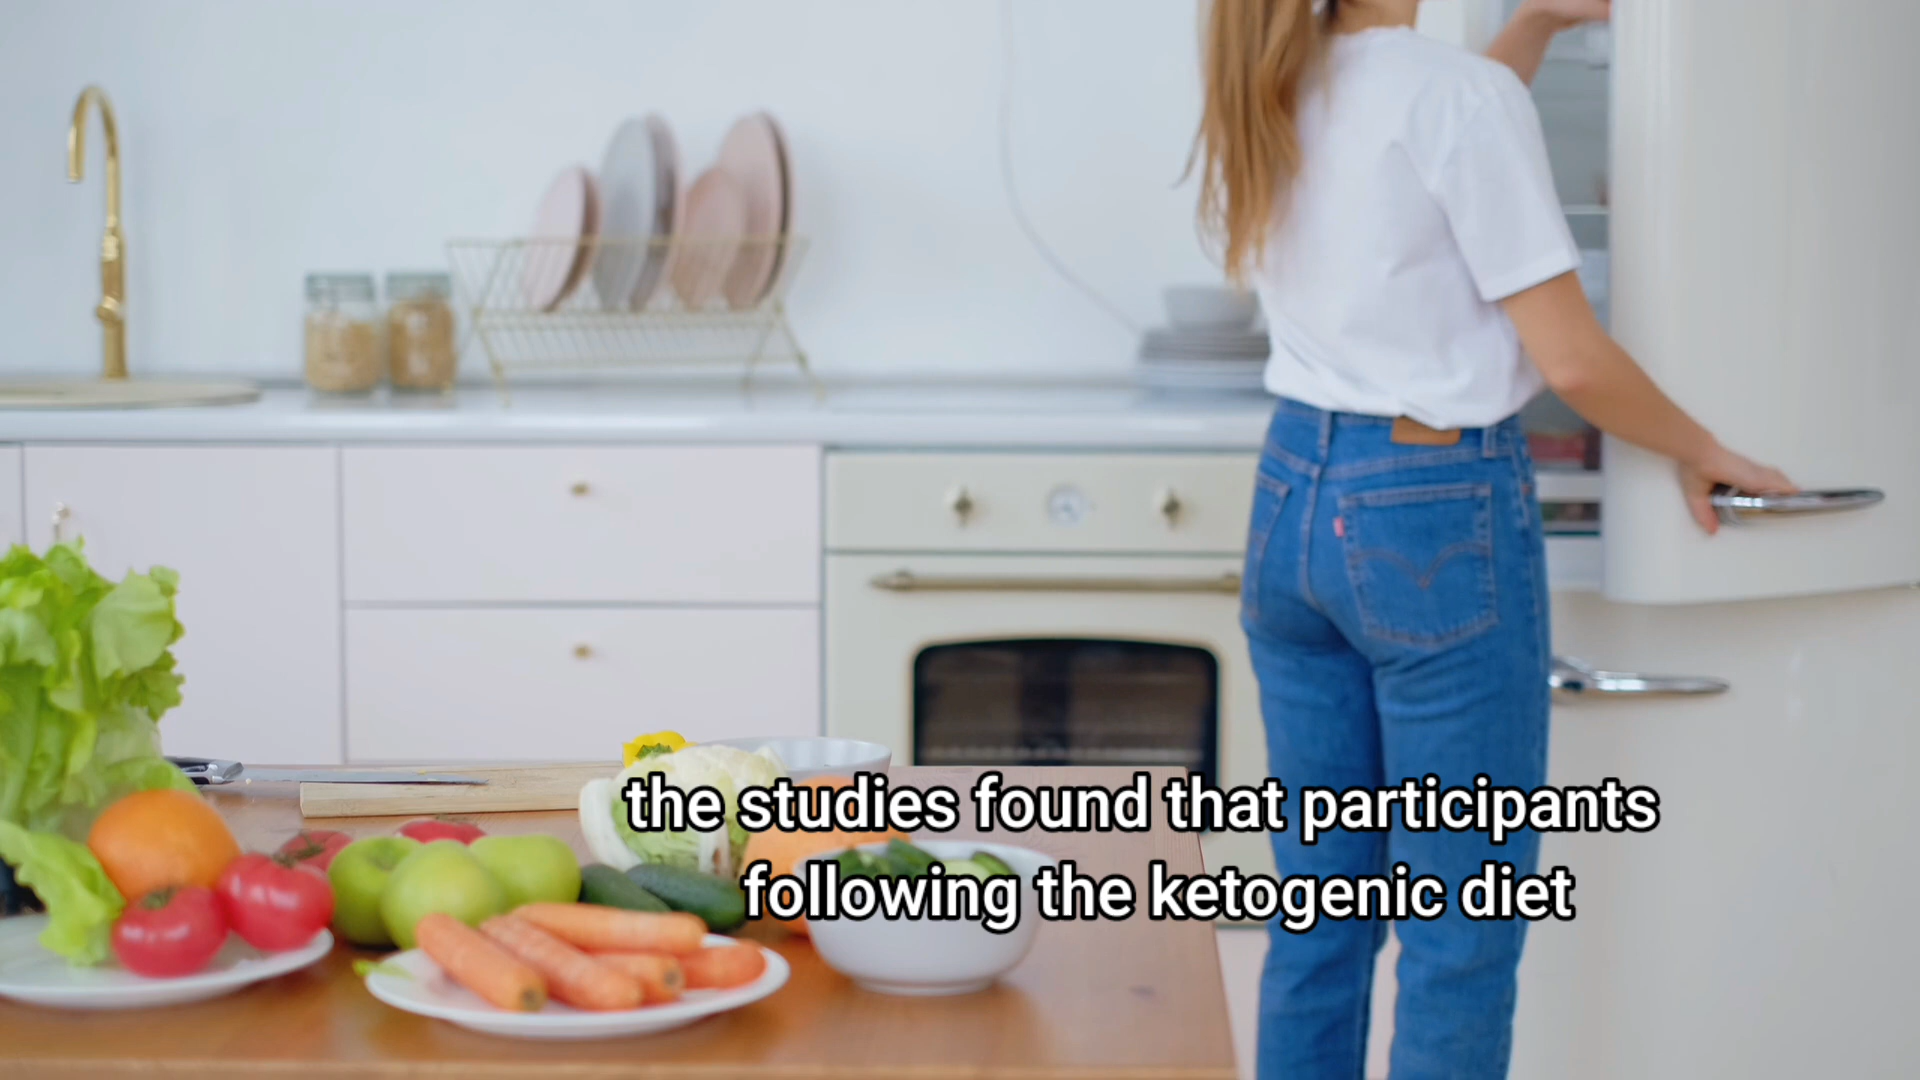 the studies found that participants
following the ketogenic diet